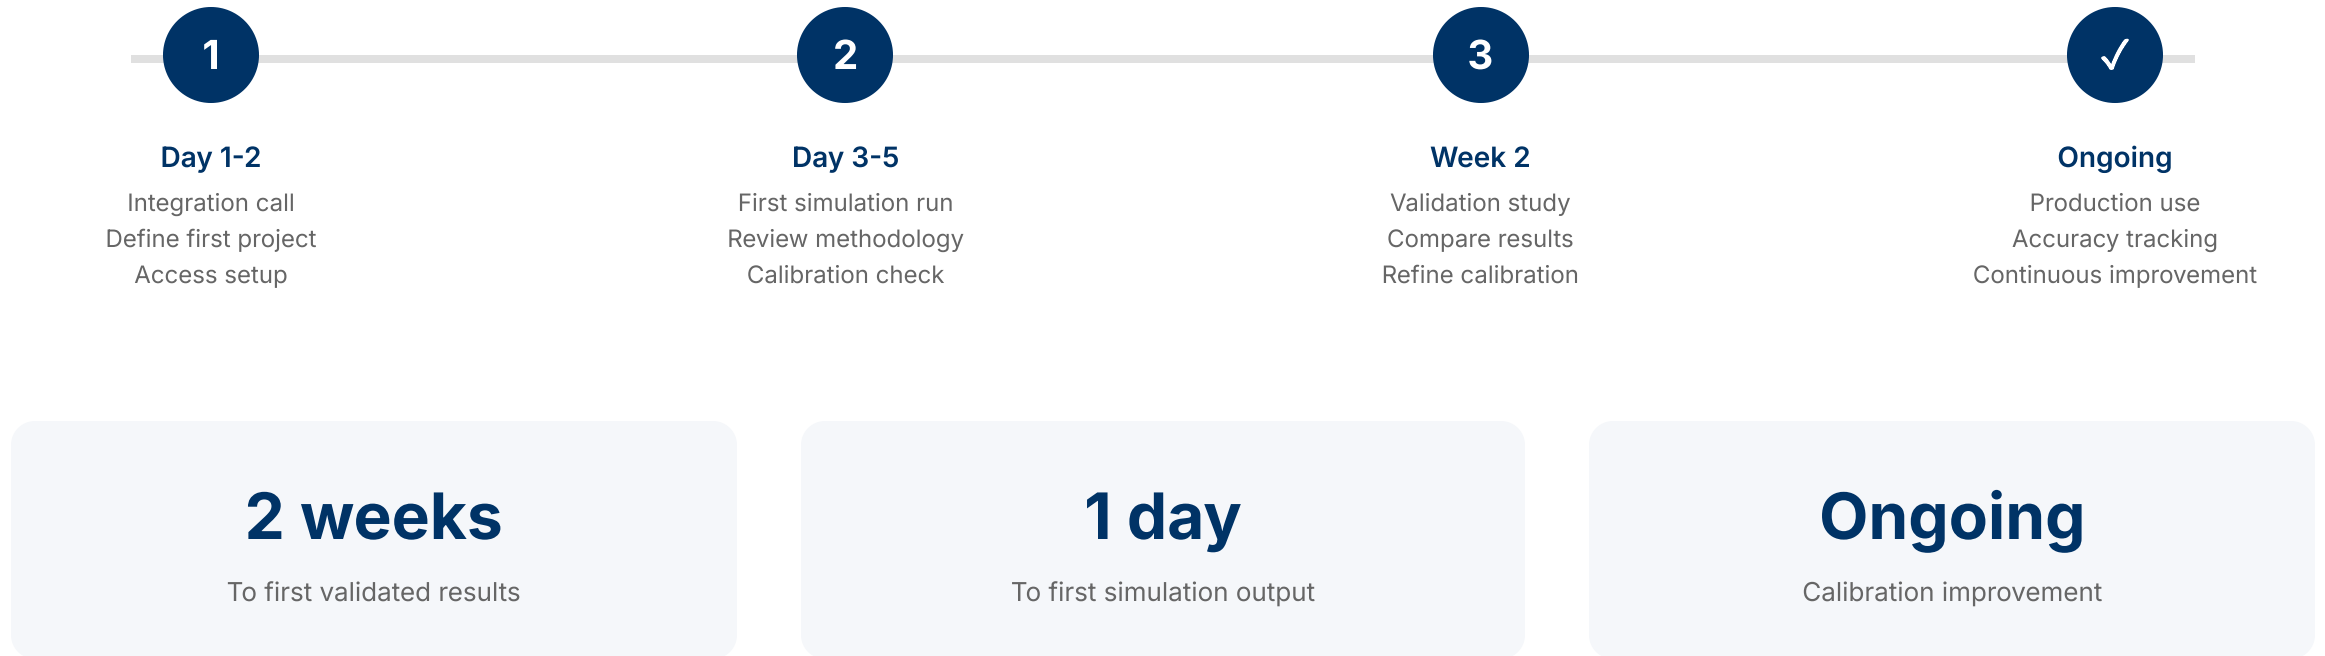 1
Day 1-2
Integration call
Define first project
Access setup
2
Day 3-5
First simulation run
Review methodology
Calibration check
3
Week 2
Validation study
Compare results
Refine calibration
✓
Ongoing
Production use
Accuracy tracking
Continuous improvement
2 weeks
To first validated results
1 day
To first simulation output
Ongoing
Calibration improvement